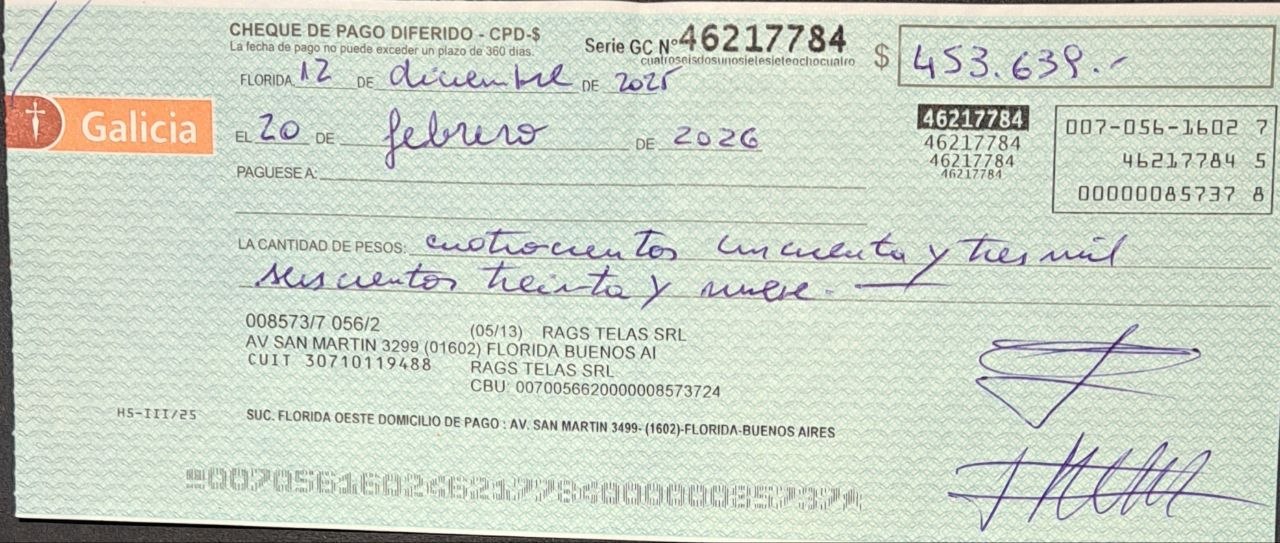 CHEQUE DE PAGO DIFERIDO - CPD-$
La fecha de pago no puede exceder un plazo de 360 días.
Serie GC Nº 46217784
cuatroseisdosunosietesieteochocuatro
$ 453.639.-
FLORIDA 12 DE diciembre DE 2025
Galicia
EL 20 DE febrero DE 2026
46217784
46217784
46217784
46217784
007-056-1602 7
46217784 5
00000085737 8
PAGUESE A:
LA CANTIDAD DE PESOS: cuatrocientos cincuenta y tres mil
seiscientos treinta y nueve.
008573/7 056/2 (05/13) RAGS TELAS SRL
AV SAN MARTIN 3299 (01602) FLORIDA BUENOS AI
CUIT 30710119488 RAGS TELAS SRL
CBU: 0070056620000008573724
HS-III/25
SUC. FLORIDA OESTE DOMICILIO DE PAGO : AV. SAN MARTIN 3499- (1602)-FLORIDA-BUENOS AIRES